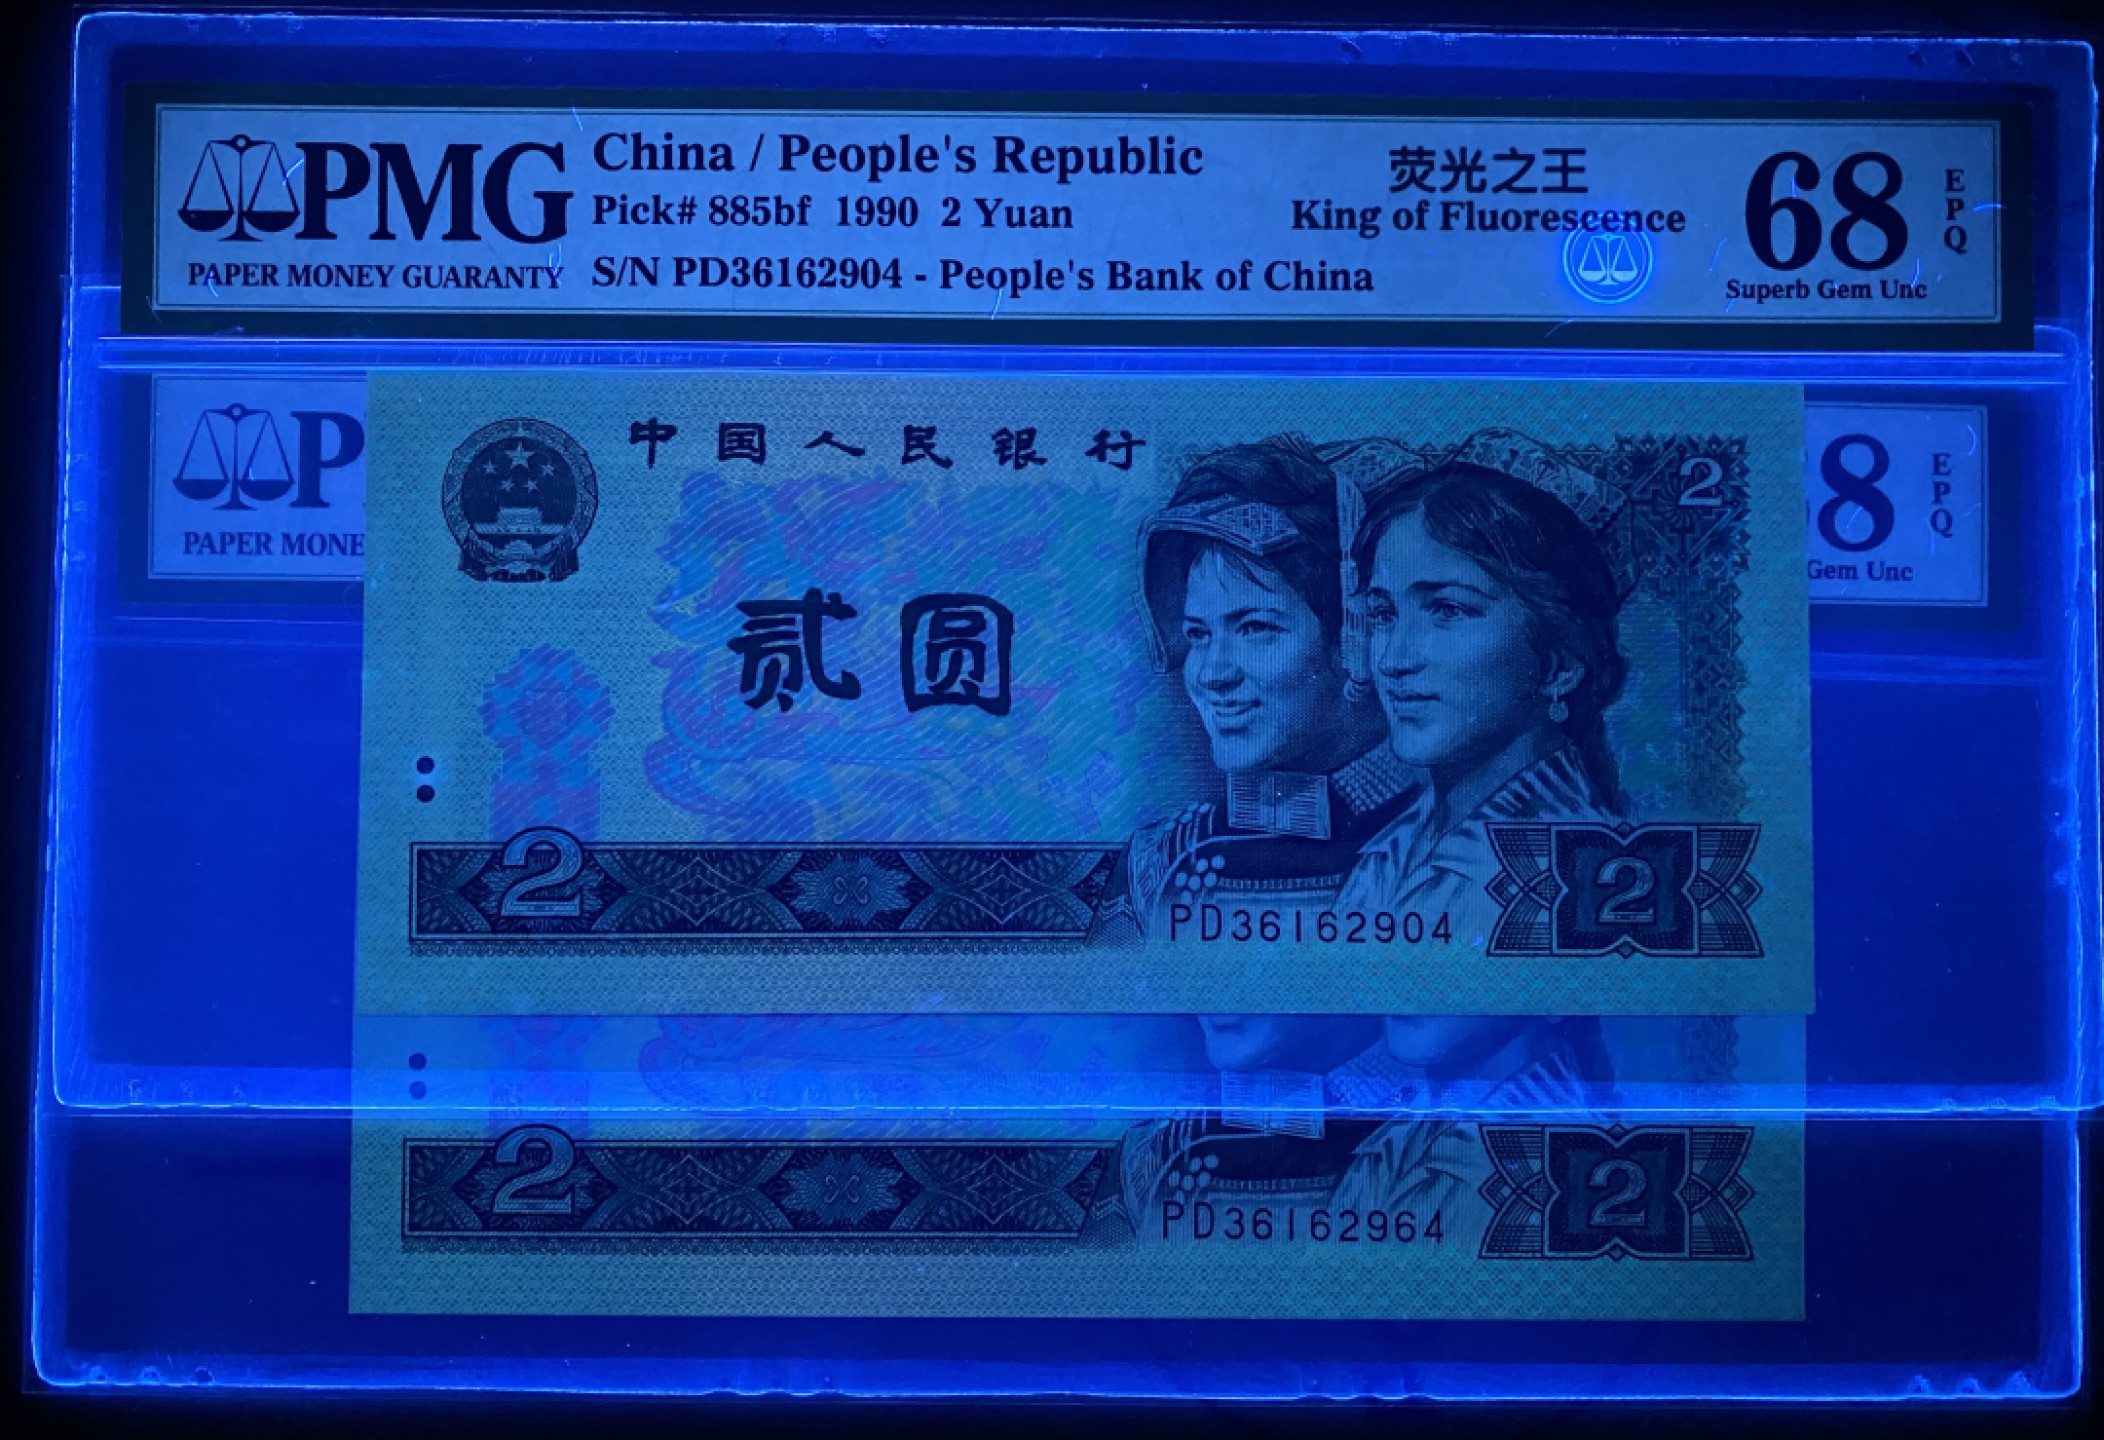 PMG
PAPER MONEY GUARANTY
China / People's Republic
Pick# 885bf 1990 2 Yuan
S/N PD36162904 - People's Bank of China
荧光之王
King of Fluorescence
68
EPQ
Superb Gem Unc
P
PAPER MONE
8
EPQ
Gem Unc
中国人民银行
2
贰圆
2
PD36162904
2
2
PD36162964
2